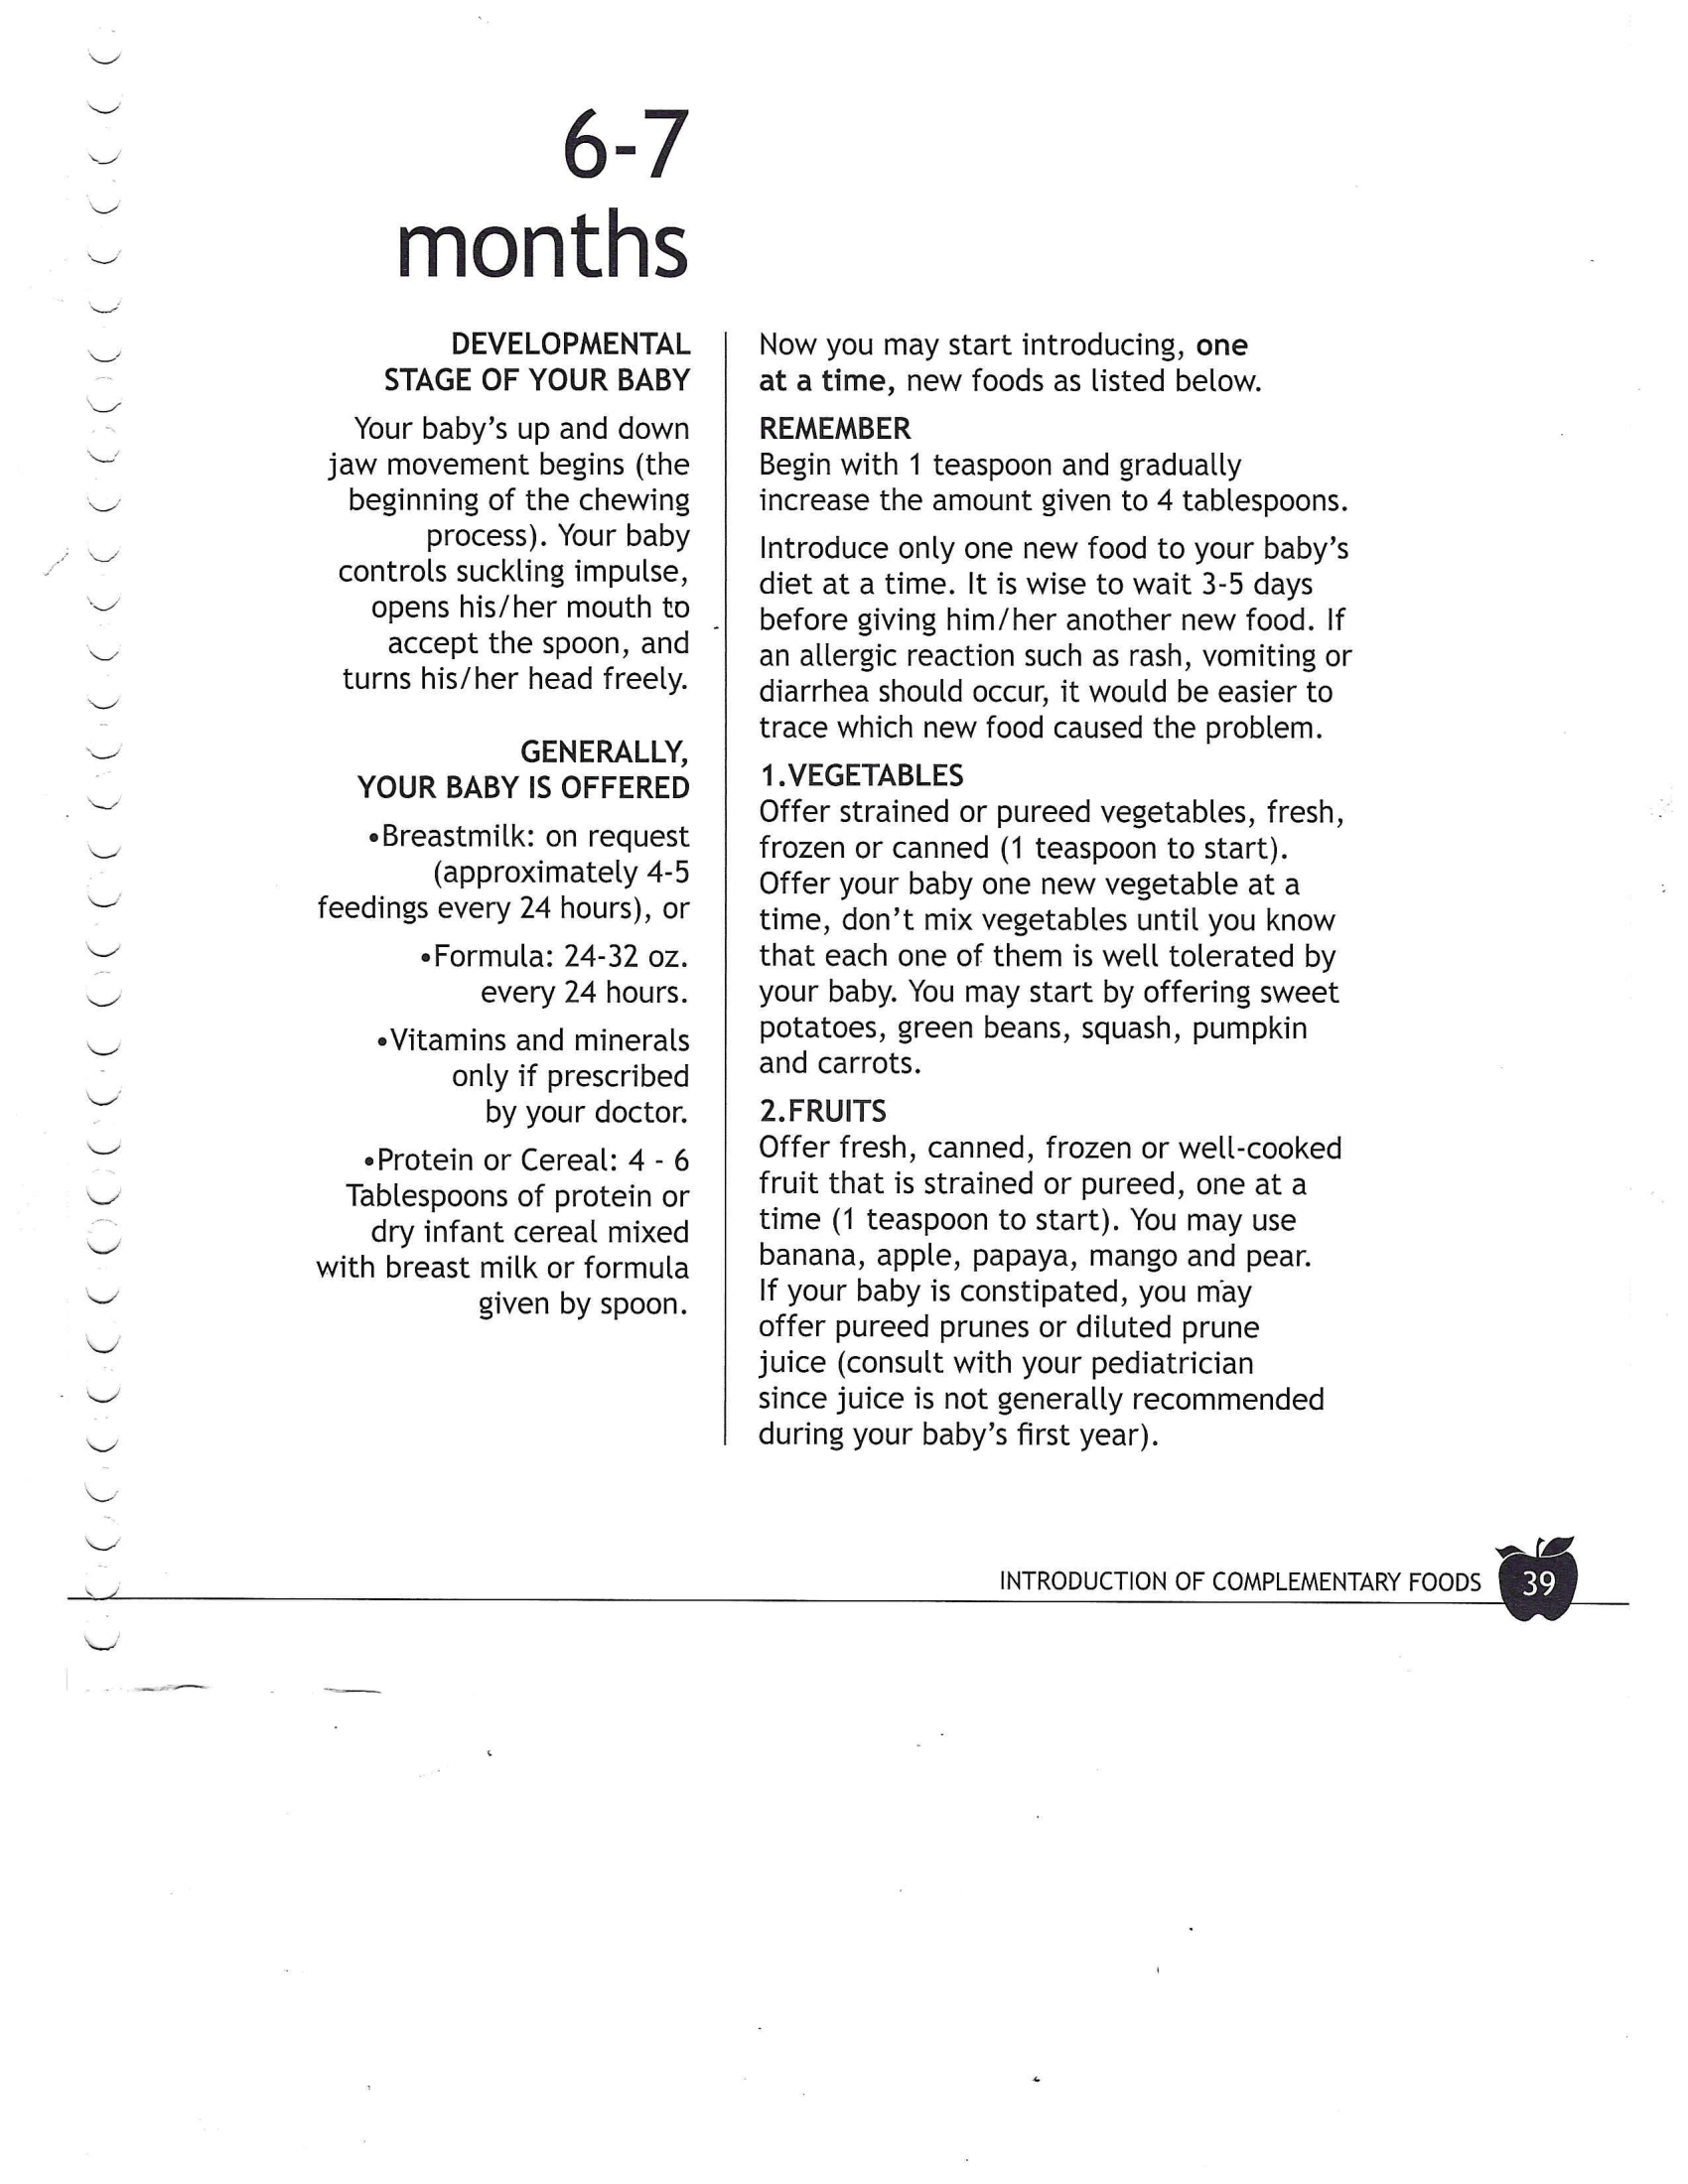 6-7
months
DEVELOPMENTAL
STAGE OF YOUR BABY
Your baby's up and down
jaw movement begins (the
beginning of the chewing
process). Your baby
controls suckling impulse,
opens his/her mouth to
accept the spoon, and
turns his/her head freely.
GENERALLY,
YOUR BABY IS OFFERED
•Breastmilk: on request
(approximately 4-5
feedings every 24 hours), or
•Formula: 24-32 oz.
every 24 hours.
•Vitamins and minerals
only if prescribed
by your doctor.
•Protein or Cereal: 4 - 6
Tablespoons of protein or
dry infant cereal mixed
with breast milk or formula
given by spoon.
Now you may start introducing, one
at a time, new foods as listed below.
REMEMBER
Begin with 1 teaspoon and gradually
increase the amount given to 4 tablespoons.
Introduce only one new food to your baby's
diet at a time. It is wise to wait 3-5 days
before giving him/her another new food. If
an allergic reaction such as rash, vomiting or
diarrhea should occur, it would be easier to
trace which new food caused the problem.
1.VEGETABLES
Offer strained or pureed vegetables, fresh,
frozen or canned (1 teaspoon to start).
Offer your baby one new vegetable at a
time, don't mix vegetables until you know
that each one of them is well tolerated by
your baby. You may start by offering sweet
potatoes, green beans, squash, pumpkin
and carrots.
2.FRUITS
Offer fresh, canned, frozen or well-cooked
fruit that is strained or pureed, one at a
time (1 teaspoon to start). You may use
banana, apple, papaya, mango and pear.
If your baby is constipated, you may
offer pureed prunes or diluted prune
juice (consult with your pediatrician
since juice is not generally recommended
during your baby's first year).
INTRODUCTION OF COMPLEMENTARY FOODS 39